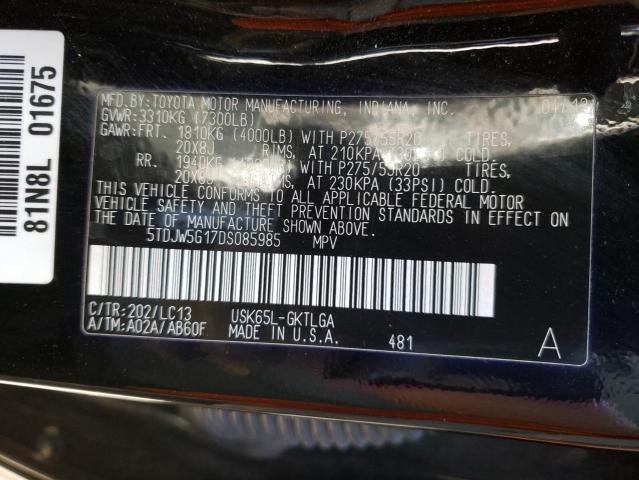 81N8L 01675
MFD.BY:TOYOTA MOTOR MANUFACTURING, INDIANA, INC.
GVWR:3310KG (7300LB)
GAWR:FRT. 1810KG (4000LB) WITH P275/55R20 TIRES,
20X8J RIMS, AT 210KPA COLD.
RR. 1940KG WITH P275/55R20 TIRES,
AT 230KPA (33PSI) COLD.
THIS VEHICLE CONFORMS TO ALL APPLICABLE FEDERAL MOTOR
VEHICLE SAFETY AND THEFT PREVENTION STANDARDS IN EFFECT ON
THE DATE OF MANUFACTURE SHOWN ABOVE.
5TDJW5G17DS085985 MPV
C/TR:202/LC13 USK65L-GKTLGA
A/TM:A02A/AB60F MADE IN U.S.A. 481 A